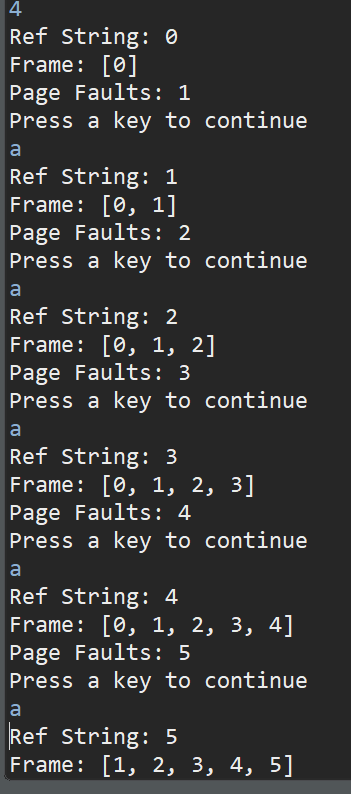 4
Ref String: 0
Frame: [0]
Page Faults: 1
Press a key to continue
a
Ref String: 1
Frame: [0, 1]
Page Faults: 2
Press a key to continue
a
Ref String: 2
Frame: [0, 1, 2]
Page Faults: 3
Press a key to continue
a
Ref String: 3
Frame: [0, 1, 2, 3]
Page Faults: 4
Press a key to continue
a
Ref String: 4
Frame: [0, 1, 2, 3, 4]
Page Faults: 5
Press a key to continue
a
Ref String: 5
Frame: [1, 2, 3, 4, 5]